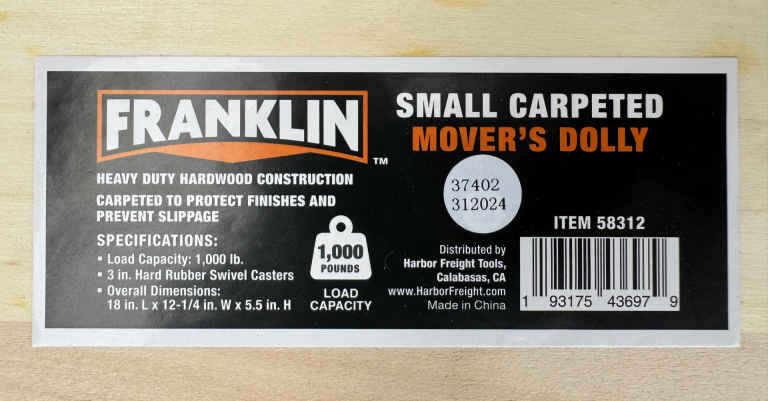 FRANKLIN™
HEAVY DUTY HARDWOOD CONSTRUCTION
CARPETED TO PROTECT FINISHES AND
PREVENT SLIPPAGE
SPECIFICATIONS:
• Load Capacity: 1,000 lb.
• 3 in. Hard Rubber Swivel Casters
• Overall Dimensions:
18 in. L x 12-1/4 in. W x 5.5 in. H
1,000
POUNDS
LOAD
CAPACITY
SMALL CARPETED
MOVER'S DOLLY
37402
312024
Distributed by
Harbor Freight Tools,
Calabasas, CA
www.HarborFreight.com
Made in China
ITEM 58312
1 93175 43697 9